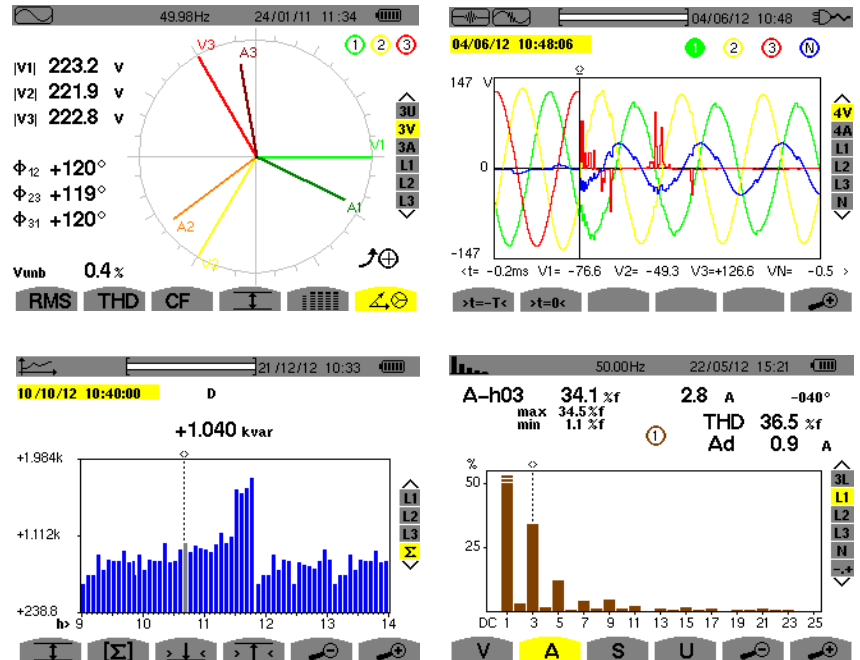 49.98Hz 24/01/11 11:34
|V1| 223.2 v
|V2| 221.9 v
|V3| 222.8 v
Φ12 +120°
Φ23 +119°
Φ31 +120°
Vunb 0.4 %
V3 A3
V1
A1
A2
V2
1 2 3
3U
3V
3A
L1
L2
L3
RMS THD CF
04/06/12 10:48
04/06/12 10:48:06
1 2 3 N
147 V
0
-147
4V
4A
L1
L2
L3
N
<t= -0.2ms V1= -76.6 V2= -49.3 V3=+126.6 VN= -0.5 >
>t=-T< >t=0<
21/12/12 10:33
10/10/12 10:40:00 D
+1.040 kvar
+1.984k
+1.112k
+238.8
h> 9 10 11 12 13 14
L1
L2
L3
Σ
[Σ]
50.00Hz 22/05/12 15:21
A-h03 34.1 %f 2.8 A -040°
max 34.5%f
min 1.1 %f
1
THD 36.5 %f
Ad 0.9 A
%
50
25
DC 1 3 5 7 9 11 13 15 17 19 21 23 25
3L
L1
L2
L3
N
-.+
V A S U